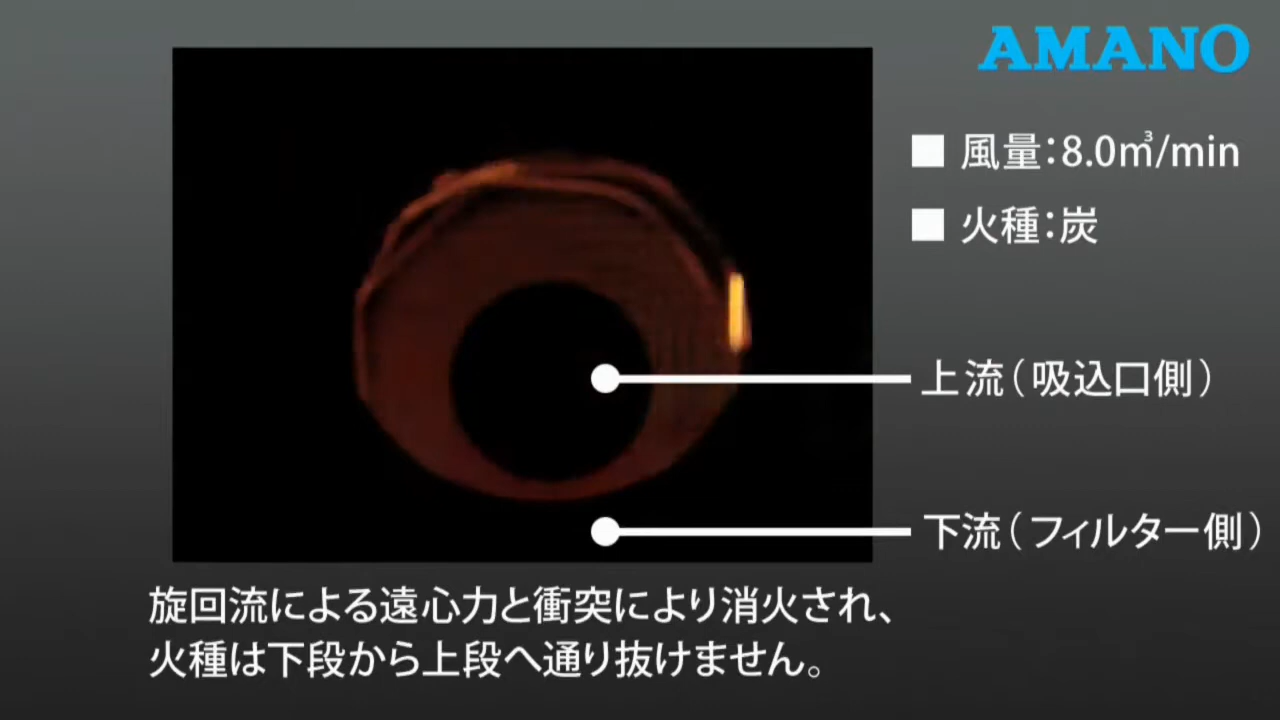 AMANO
■ 風量：8.0㎥/min
■ 火種：炭
上流（吸込口側）
下流（フィルター側）
旋回流による遠心力と衝突により消火され、
火種は下段から上段へ通り抜けません。